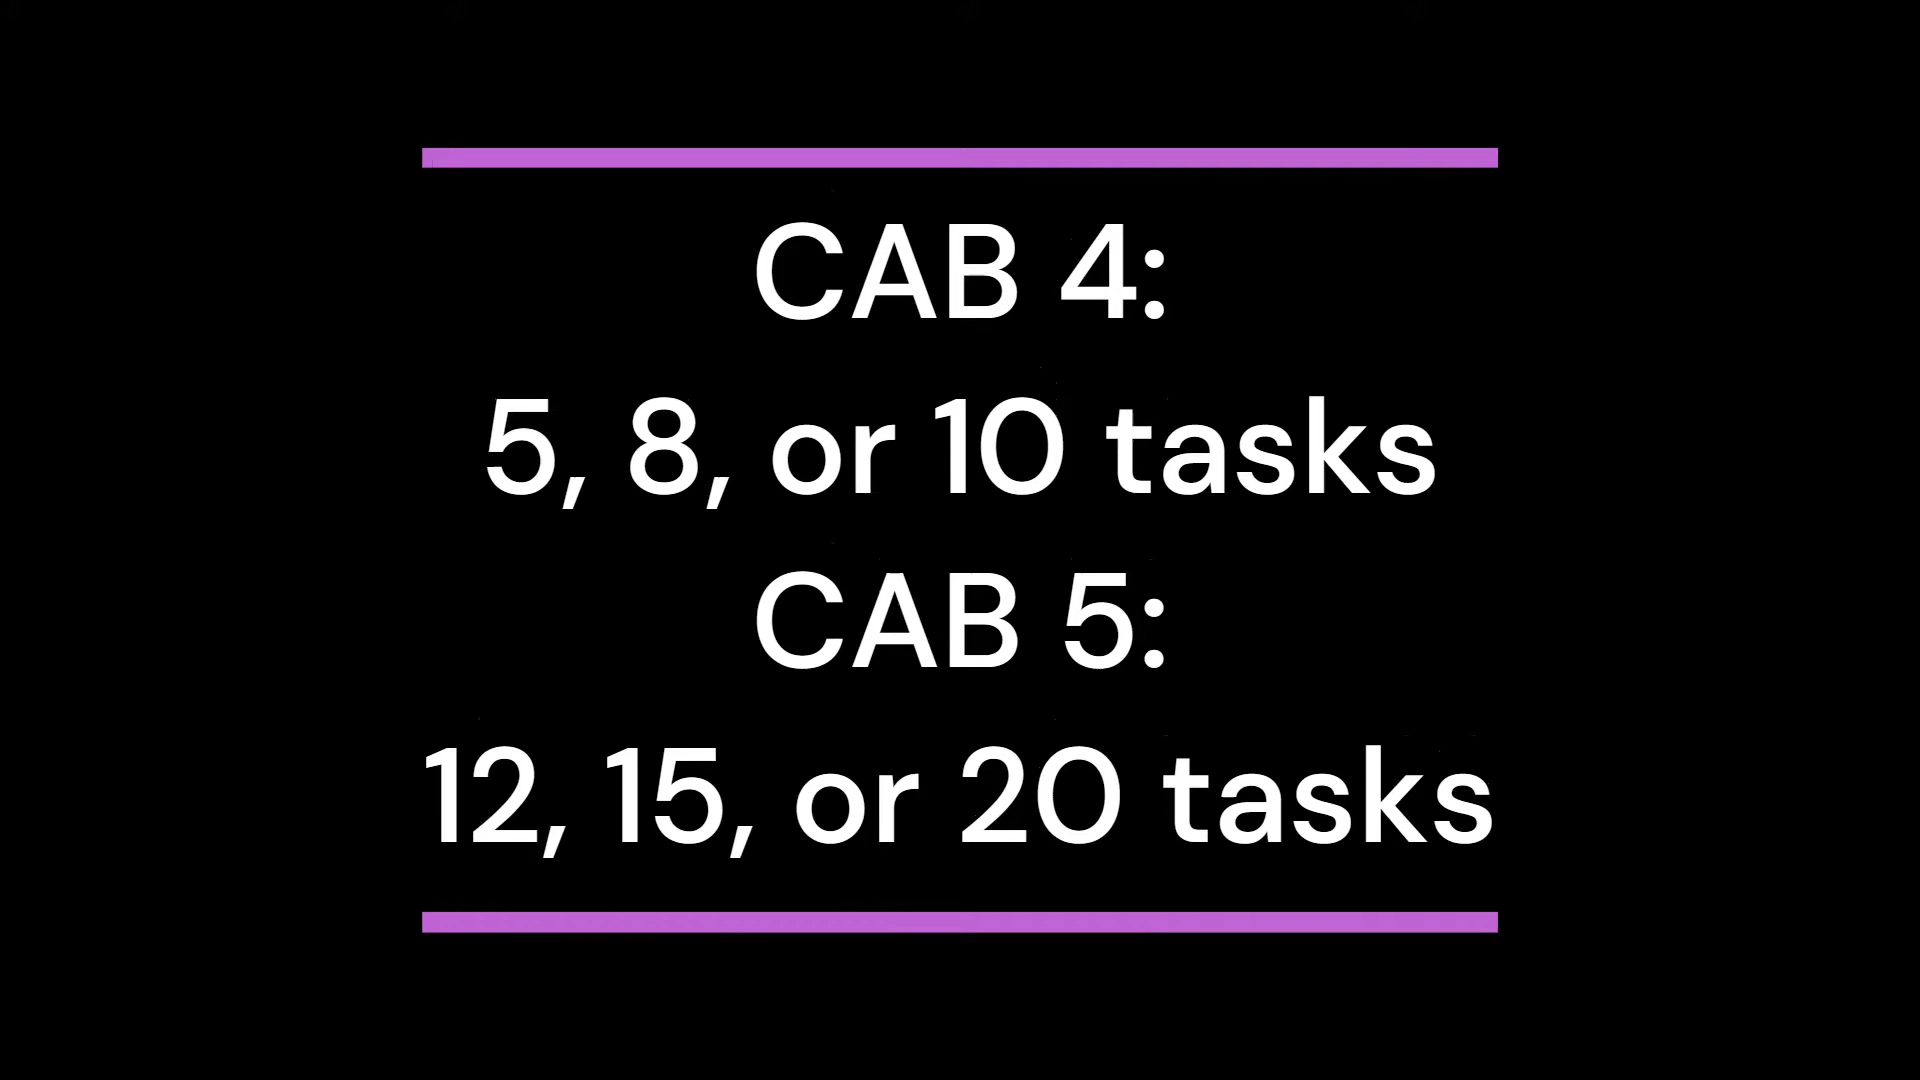 CAB 4:
5, 8, or 10 tasks
CAB 5:
12, 15, or 20 tasks